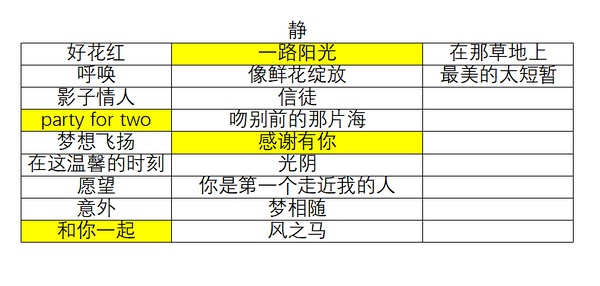 静
好花红 一路阳光 在那草地上
呼唤 像鲜花绽放 最美的太短暂
影子情人 信徒
party for two 吻别前的那片海
梦想飞扬 感谢有你
在这温馨的时刻 光阴
愿望 你是第一个走近我的人
意外 梦相随
和你一起 风之马